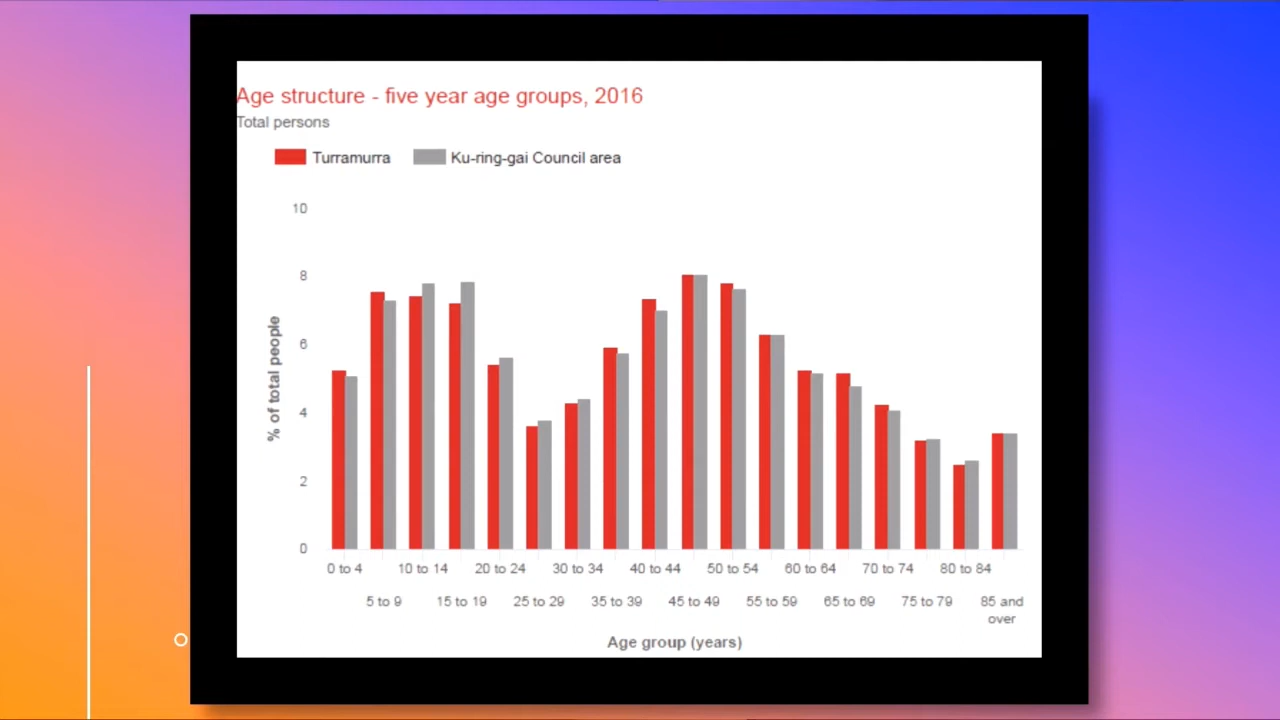 Age structure - five year age groups, 2016
Total persons
Turramurra Ku-ring-gai Council area
10
8
6
4
2
0
% of total people
0 to 4 10 to 14 20 to 24 30 to 34 40 to 44 50 to 54 60 to 64 70 to 74 80 to 84
5 to 9 15 to 19 25 to 29 35 to 39 45 to 49 55 to 59 65 to 69 75 to 79 85 and
over
Age group (years)